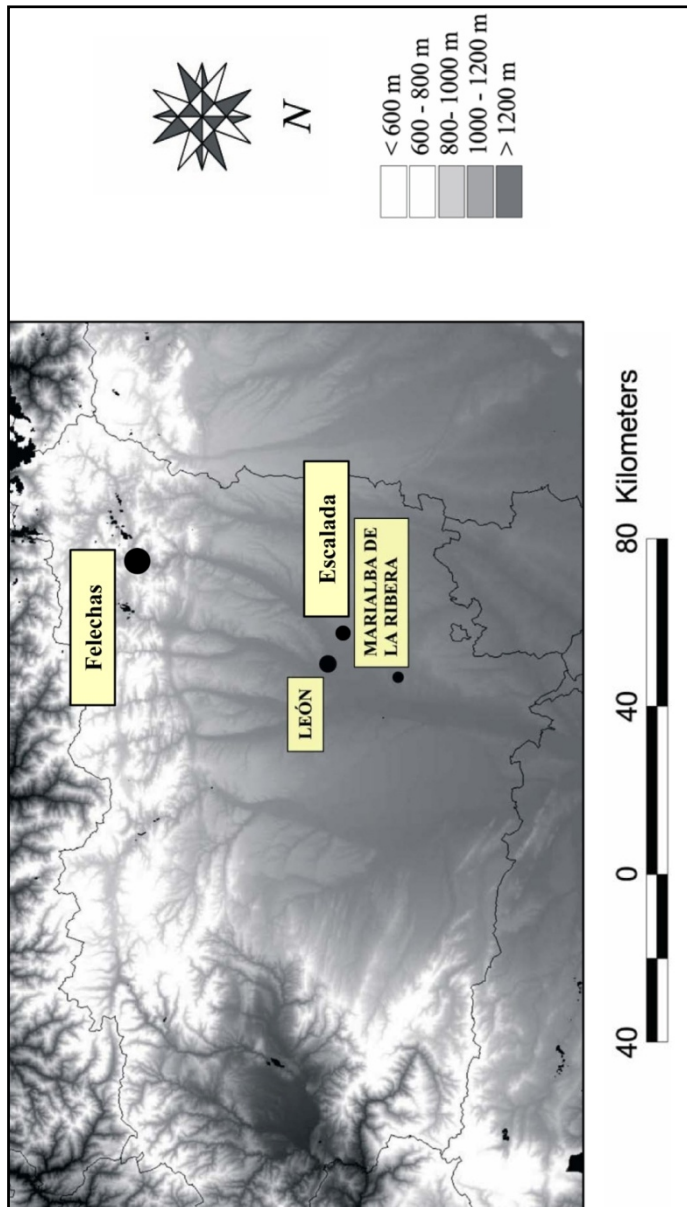 N
< 600 m
600 - 800 m
800- 1000 m
1000 - 1200 m
> 1200 m
Felechas
Escalada
LEÓN
MARIALBA DE
LA RIBERA
40 0 40 80 Kilometers